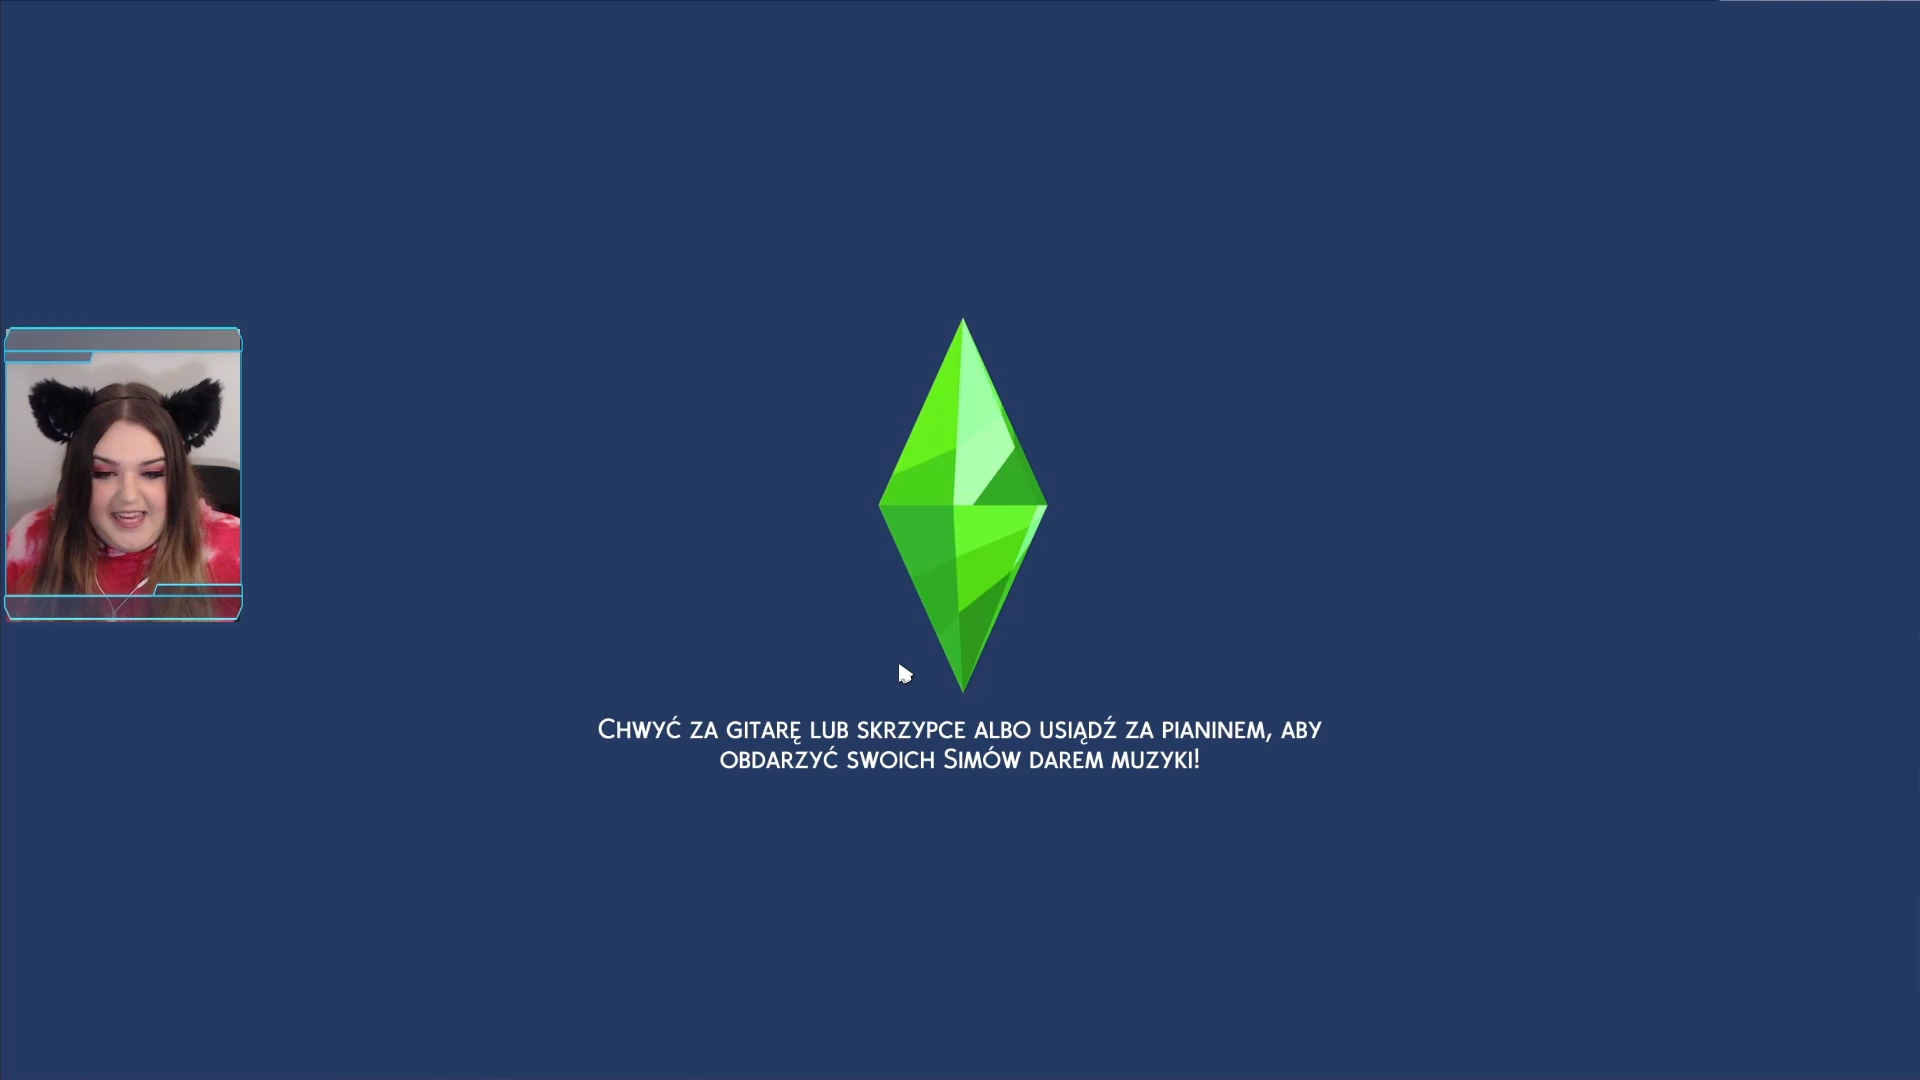 Chwyć za gitarę lub skrzypce albo usiądź za pianinem, aby
obdarzyć swoich Simów darem muzyki!